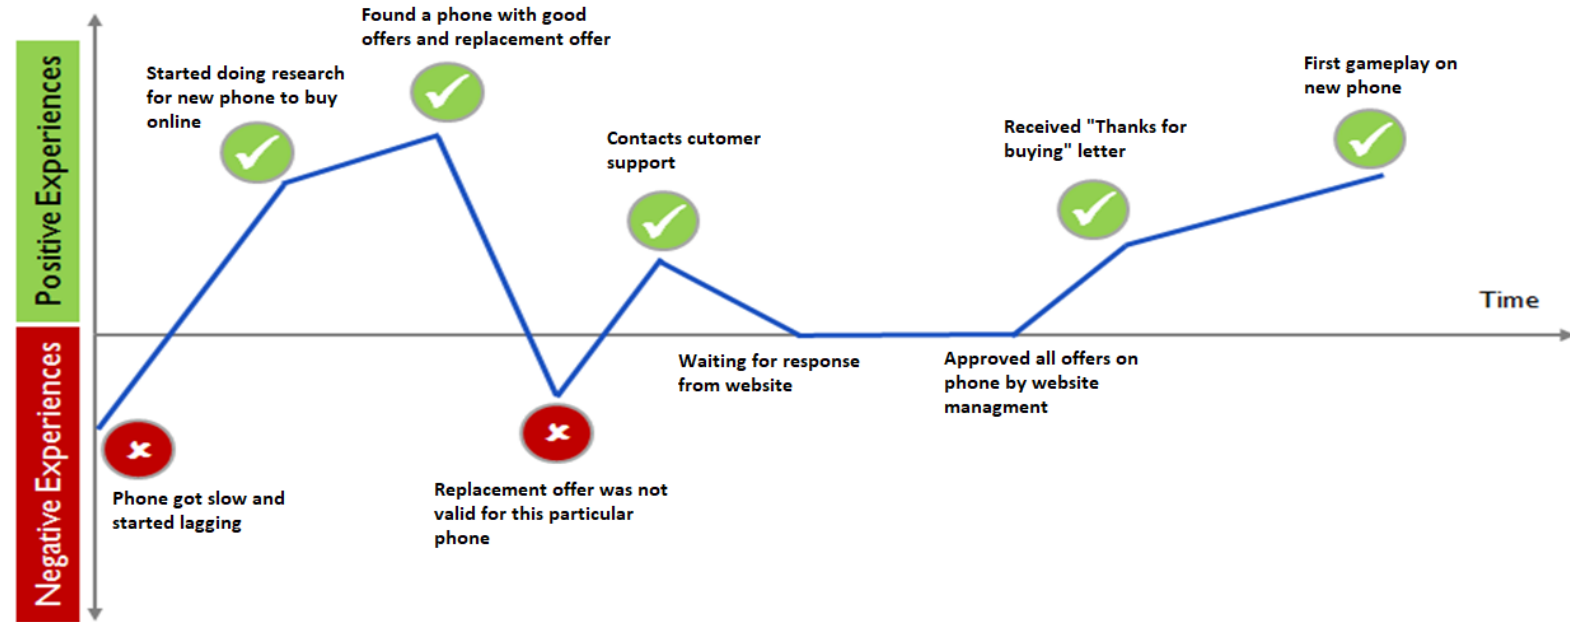 Positive Experiences
Negative Experiences
Phone got slow and
started lagging
Started doing research
for new phone to buy
online
Found a phone with good
offers and replacement offer
Replacement offer was not
valid for this particular
phone
Contacts cutomer
support
Waiting for response
from website
Approved all offers on
phone by website
managment
Received "Thanks for
buying" letter
First gameplay on
new phone
Time